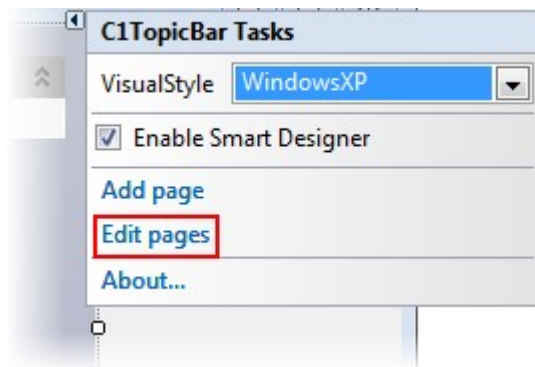 C1TopicBar Tasks
VisualStyle WindowsXP
Enable Smart Designer
Add page
Edit pages
About...